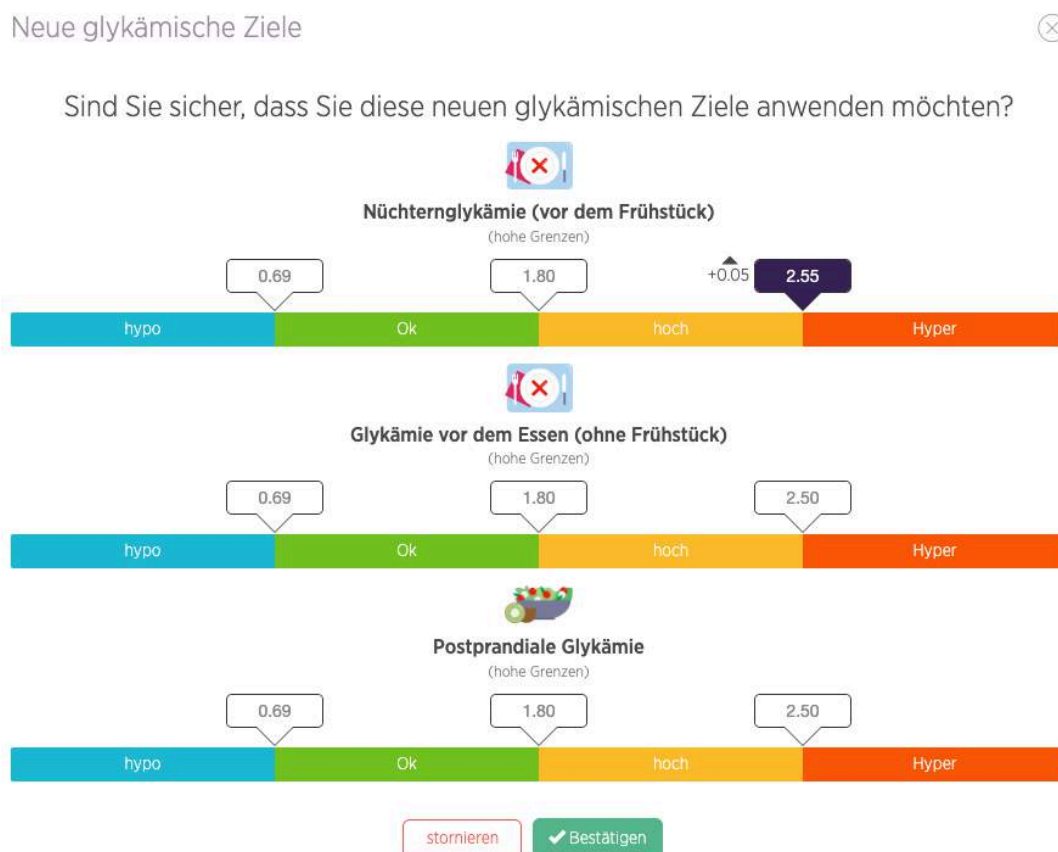 Neue glykämische Ziele
Sind Sie sicher, dass Sie diese neuen glykämischen Ziele anwenden möchten?
Nüchternglykämie (vor dem Frühstück)
(hohe Grenzen)
0.69 1.80 +0.05 2.55
hypo Ok hoch Hyper
Glykämie vor dem Essen (ohne Frühstück)
(hohe Grenzen)
0.69 1.80 2.50
hypo Ok hoch Hyper
Postprandiale Glykämie
(hohe Grenzen)
0.69 1.80 2.50
hypo Ok hoch Hyper
stornieren Bestätigen